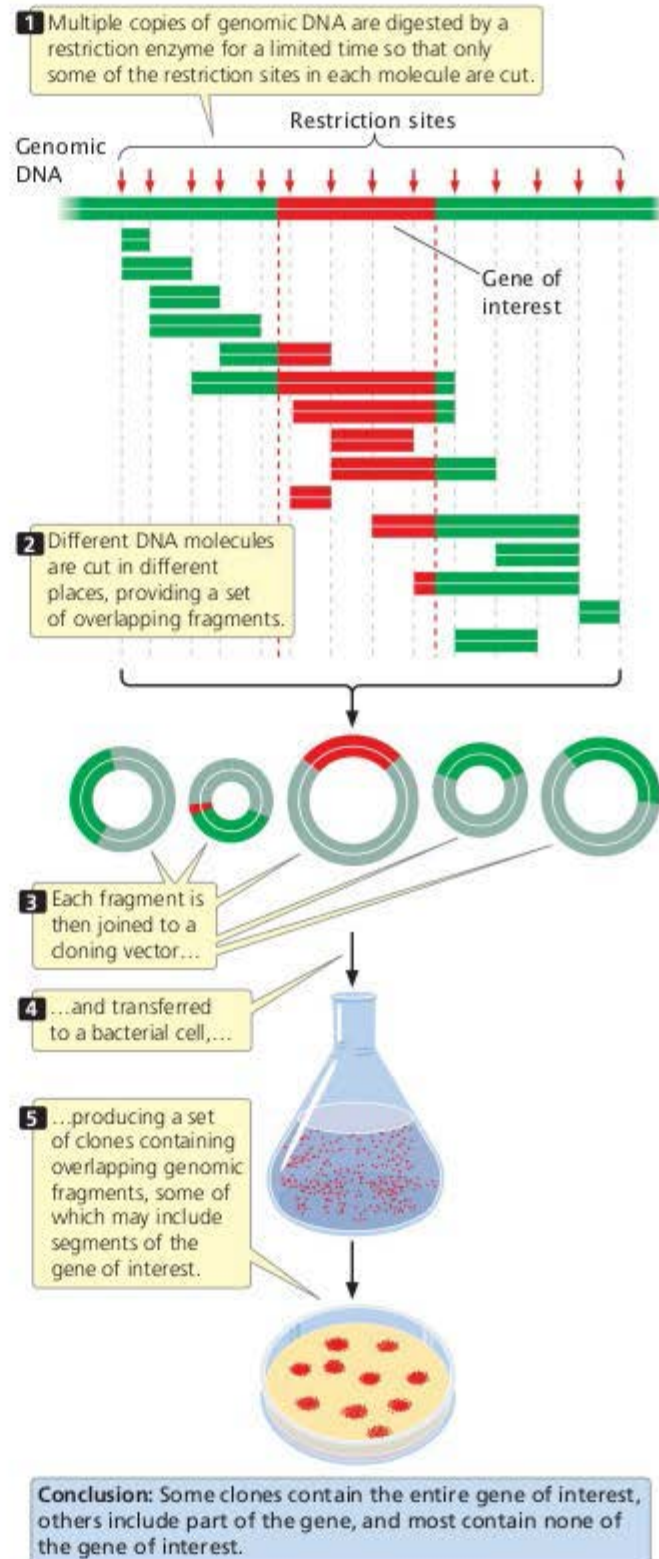 1 Multiple copies of genomic DNA are digested by a
restriction enzyme for a limited time so that only
some of the restriction sites in each molecule are cut.
Restriction sites
Genomic
DNA
Gene of
interest
2 Different DNA molecules
are cut in different
places, providing a set
of overlapping fragments.
3 Each fragment is
then joined to a
cloning vector…
4 …and transferred
to a bacterial cell,…
5 …producing a set
of clones containing
overlapping genomic
fragments, some of
which may include
segments of the
gene of interest.
Conclusion: Some clones contain the entire gene of interest,
others include part of the gene, and most contain none of
the gene of interest.